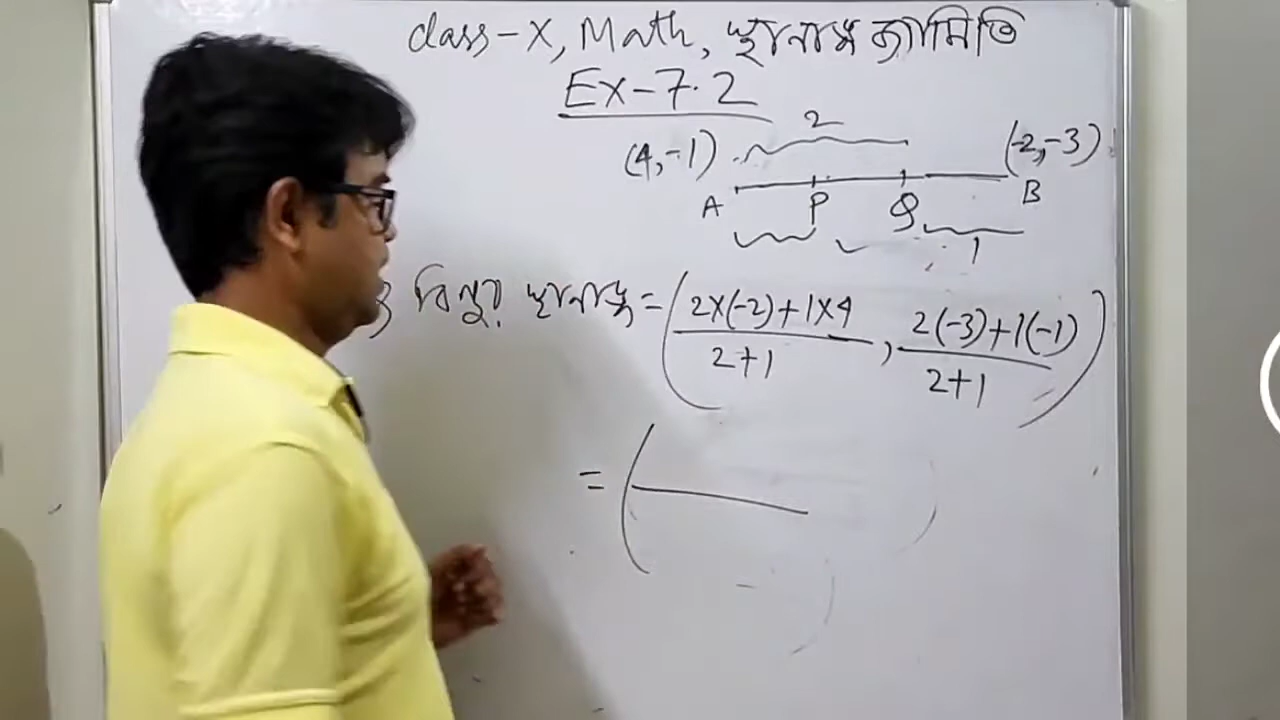 class-X, Math, স্থানাঙ্ক জ্যামিতি
Ex-7.2
2
(4,-1) (-2,-3)
A P Q B
1
বিন্দুর স্থানাঙ্ক = ( 2×(-2)+1×4 / 2+1 , 2(-3)+1(-1) / 2+1 )
= (